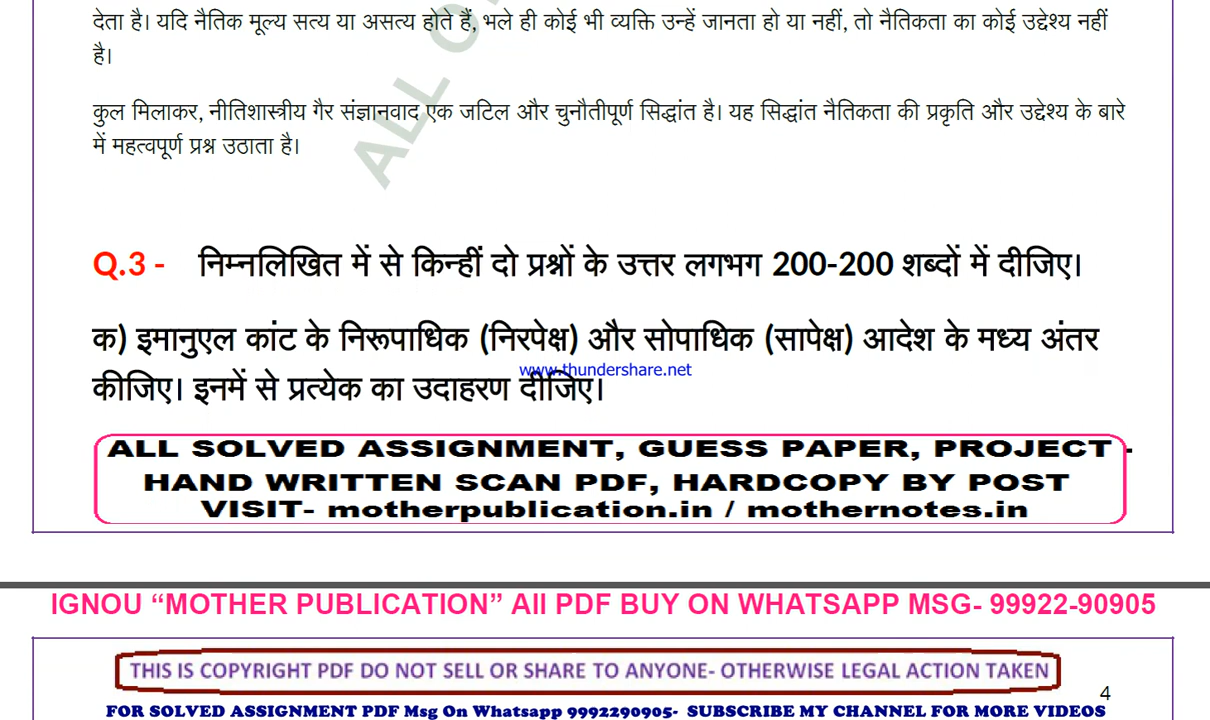 देता है। यदि नैतिक मूल्य सत्य या असत्य होते हैं, भले ही कोई भी व्यक्ति उन्हें जानता हो या नहीं, तो नैतिकता का कोई उद्देश्य नहीं
है।
कुल मिलाकर, नीतिशास्त्रीय गैर संज्ञानवाद एक जटिल और चुनौतीपूर्ण सिद्धांत है। यह सिद्धांत नैतिकता की प्रकृति और उद्देश्य के बारे
में महत्वपूर्ण प्रश्न उठाता है।
ALL O
Q.3 - निम्नलिखित में से किन्हीं दो प्रश्नों के उत्तर लगभग 200-200 शब्दों में दीजिए।
क) इमानुएल कांट के निरूपाधिक (निरपेक्ष) और सोपाधिक (सापेक्ष) आदेश के मध्य अंतर
www.thundershare.net
कीजिए। इनमें से प्रत्येक का उदाहरण दीजिए।
ALL SOLVED ASSIGNMENT, GUESS PAPER, PROJECT -
HAND WRITTEN SCAN PDF, HARDCOPY BY POST
VISIT- motherpublication.in / mothernotes.in
IGNOU “MOTHER PUBLICATION” All PDF BUY ON WHATSAPP MSG- 99922-90905
THIS IS COPYRIGHT PDF DO NOT SELL OR SHARE TO ANYONE- OTHERWISE LEGAL ACTION TAKEN
4
FOR SOLVED ASSIGNMENT PDF Msg On Whatsapp 9992290905- SUBSCRIBE MY CHANNEL FOR MORE VIDEOS